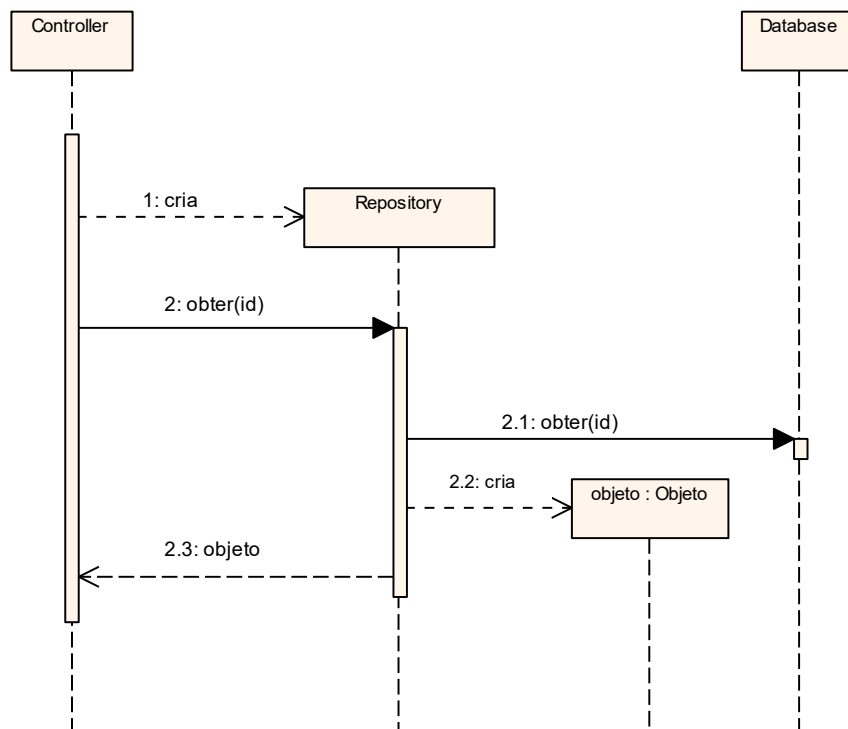 Controller
Database
1: cria
Repository
2: obter(id)
2.1: obter(id)
2.2: cria
objeto : Objeto
2.3: objeto